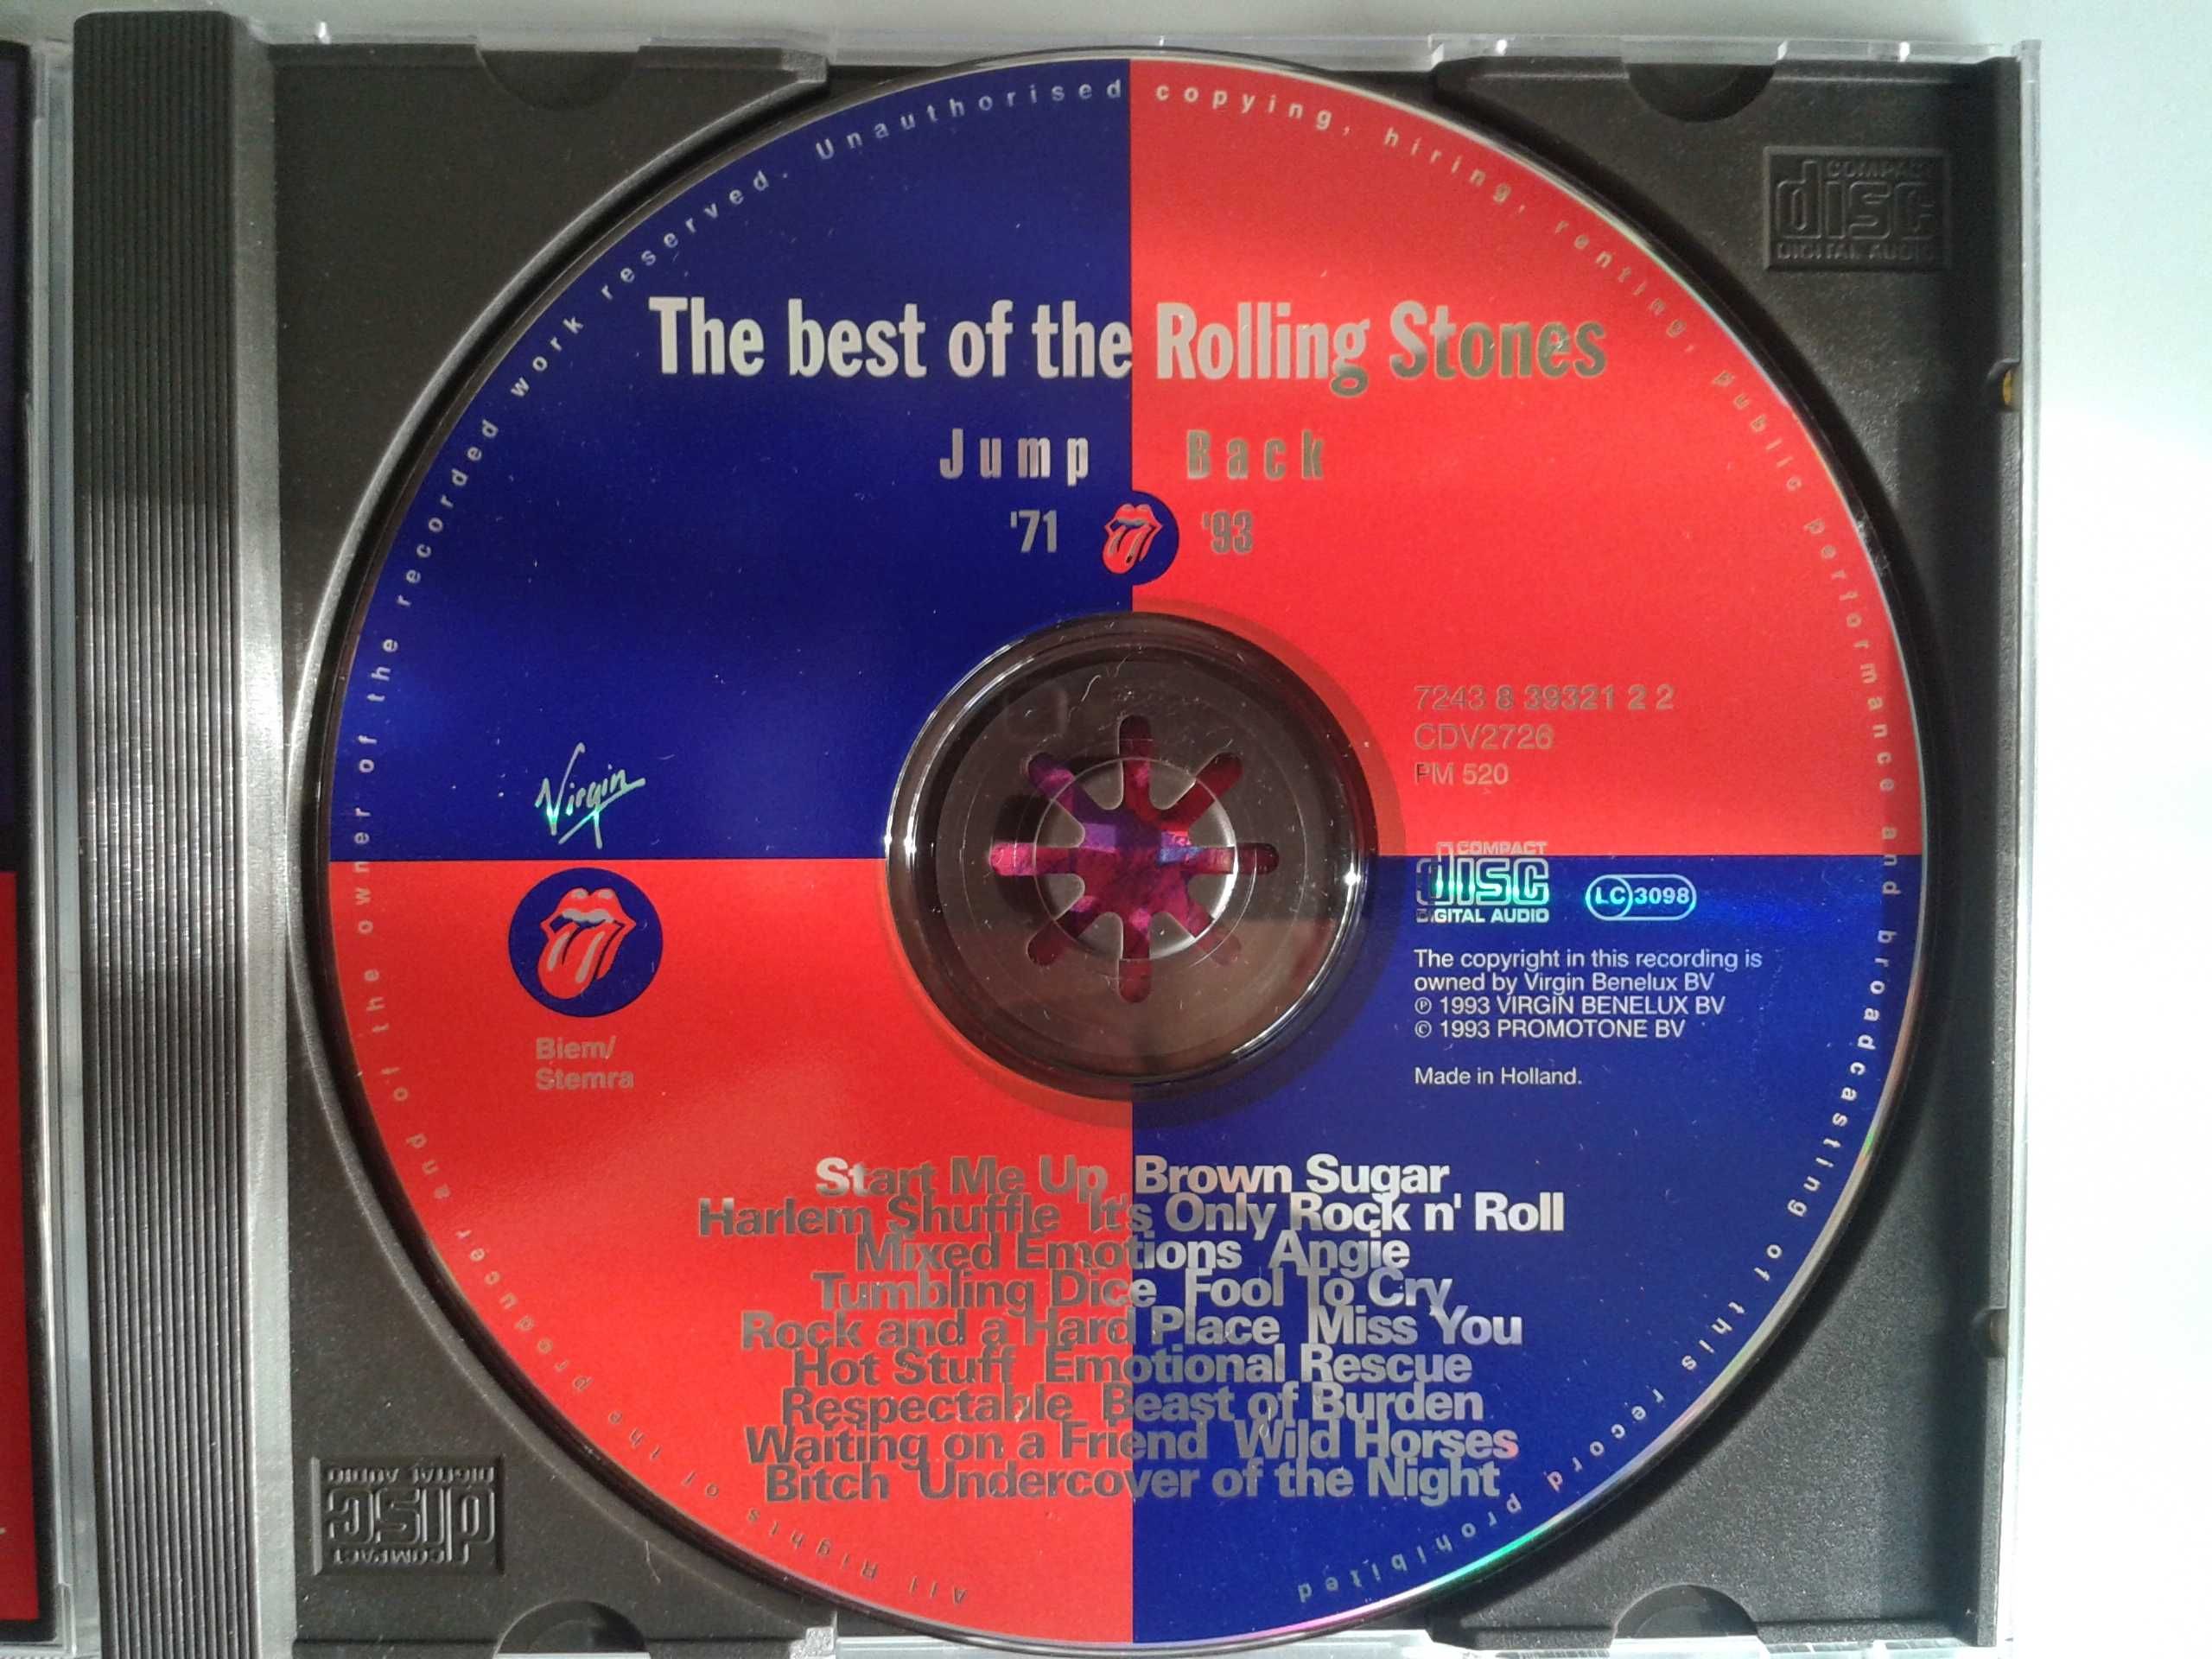 All Rights of the producer and of the owner of the recorded work reserved. Unauthorised copying, hiring, renting, public performance and broadcasting of this record prohibited
COMPACT
disc
DIGITAL AUDIO
The best of the Rolling Stones
Jump Back
'71 '93
7243 8 39321 2 2
CDV2726
PM 520
Virgin
COMPACT
disc
DIGITAL AUDIO
LC 3098
The copyright in this recording is
owned by Virgin Benelux BV
℗ 1993 VIRGIN BENELUX BV
© 1993 PROMOTONE BV
Made in Holland.
Biem/
Stemra
Start Me Up Brown Sugar
Harlem Shuffle It's Only Rock n' Roll
Mixed Emotions Angie
Tumbling Dice Fool To Cry
Rock and a Hard Place Miss You
Hot Stuff Emotional Rescue
Respectable Beast of Burden
Waiting on a Friend Wild Horses
Bitch Undercover of the Night
COMPACT
disc
DIGITAL AUDIO